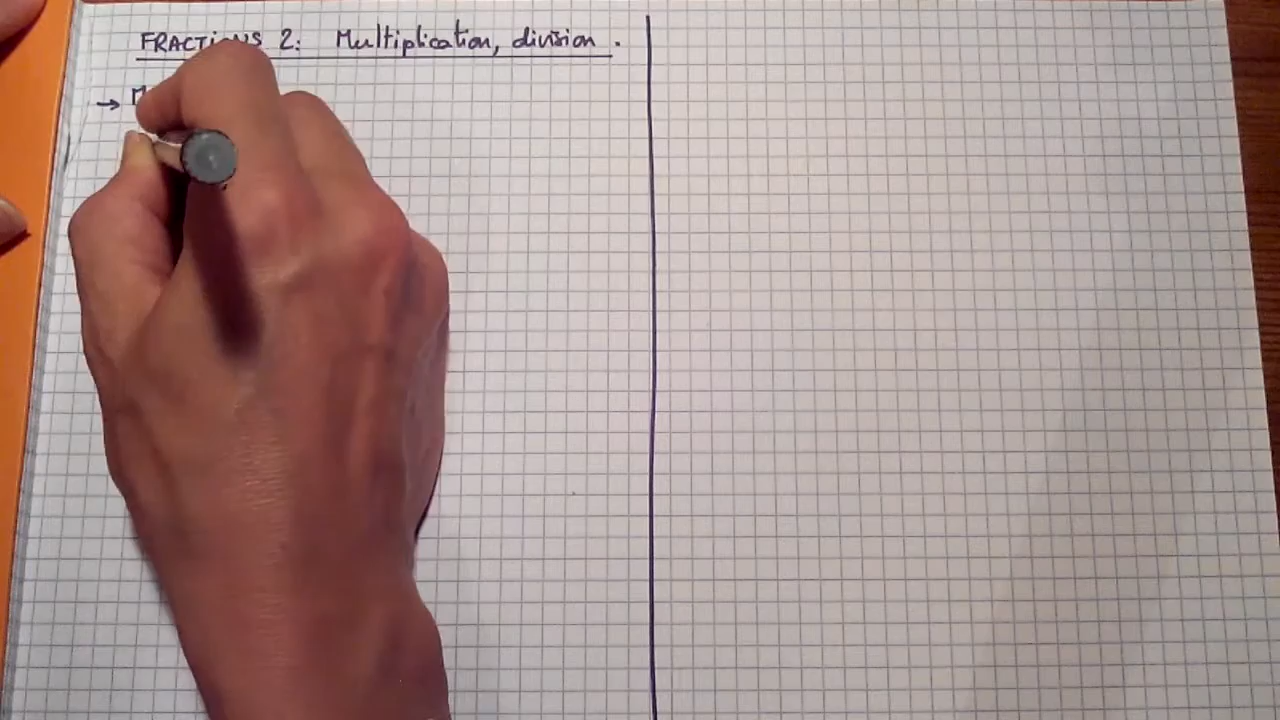 FRACTIONS 2: Multiplication, division.
→ M